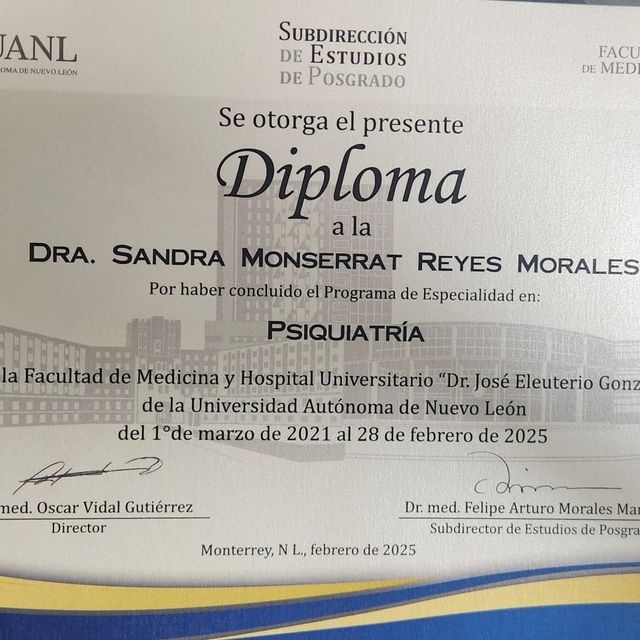 UANL
OMA DE NUEVO LEÓN
SUBDIRECCIÓN
DE ESTUDIOS
DE POSGRADO
FACU
DE MEDI
Se otorga el presente
Diploma
a la
DRA. SANDRA MONSERRAT REYES MORALES
Por haber concluido el Programa de Especialidad en:
PSIQUIATRÍA
la Facultad de Medicina y Hospital Universitario “Dr. José Eleuterio Gonz
de la Universidad Autónoma de Nuevo León
del 1°de marzo de 2021 al 28 de febrero de 2025
med. Oscar Vidal Gutiérrez
Director
Dr. med. Felipe Arturo Morales Mar
Subdirector de Estudios de Posgra
Monterrey, N L., febrero de 2025